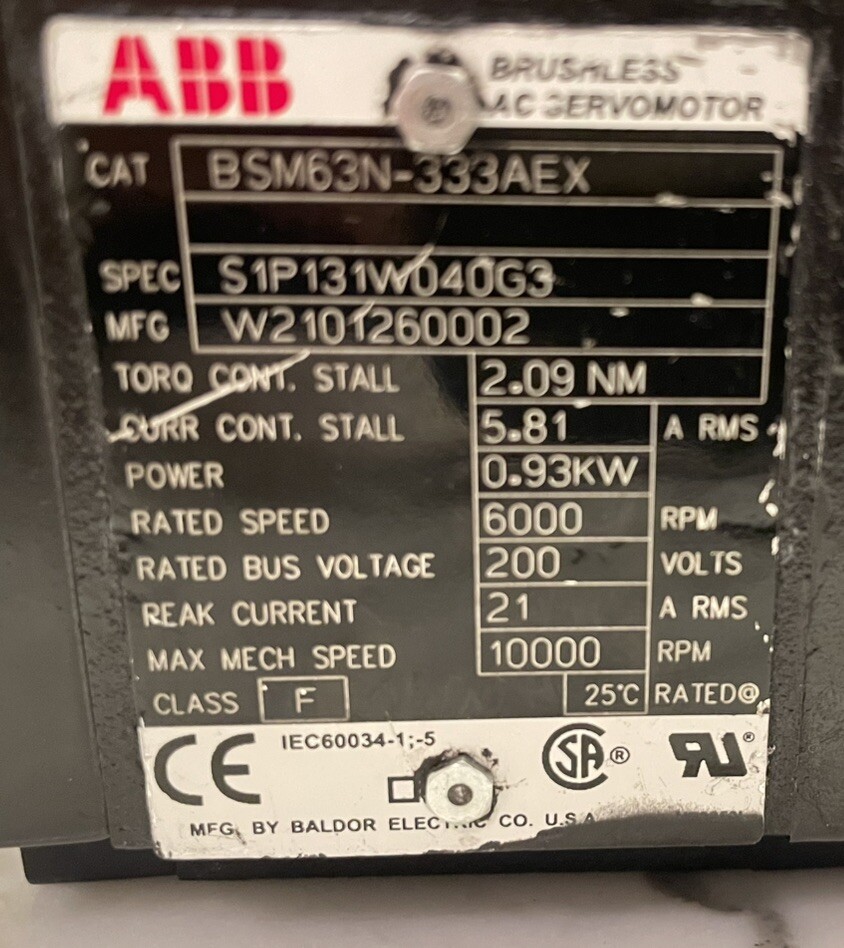 ABB
BRUSHLESS
AC SERVOMOTOR
CAT BSM63N-333AEX
SPEC S1P131W040G3
MFG W2101260002
TORQ CONT. STALL 2.09 NM
CURR CONT. STALL 5.81 A RMS
POWER 0.93KW
RATED SPEED 6000 RPM
RATED BUS VOLTAGE 200 VOLTS
PEAK CURRENT 21 A RMS
MAX MECH SPEED 10000 RPM
CLASS F 25°C RATED@
CE IEC60034-1;-5 SA® RU®
MFG. BY BALDOR ELECTRIC CO. U.S.A